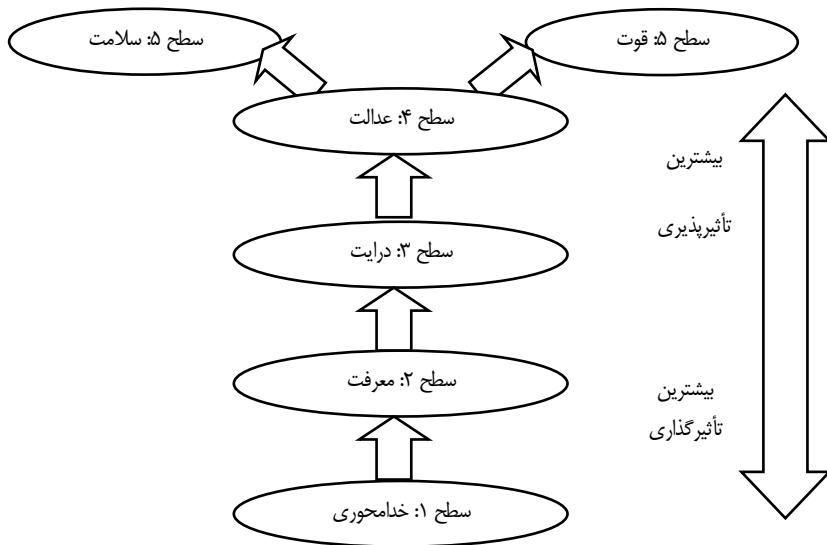 سطح ۵: قوت
سطح ۵: سلامت
سطح ۴: عدالت
بیشترین
تأثیرپذیری
سطح ۳: درایت
سطح ۲: معرفت
بیشترین
تأثیرگذاری
سطح ۱: خدامحوری